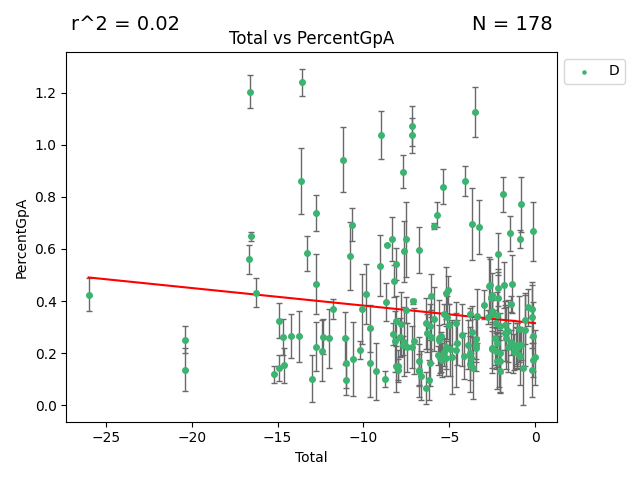 r^2 = 0.02
N = 178
Total vs PercentGpA
D
PercentGpA
1.2
1.0
0.8
0.6
0.4
0.2
0.0
−25
−20
−15
−10
−5
0
Total